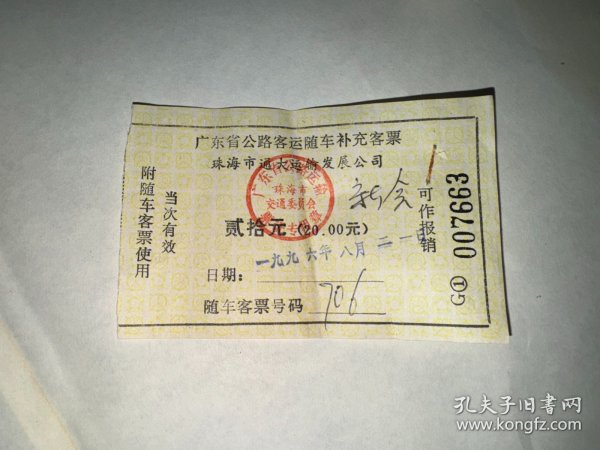 广东省公路客运随车补充客票
珠海市通大运输发展公司
新会
珠海市
交通委员会
贰拾元(20.00元)
日期:一九九六年八月二一日
随车客票号码 706
当次有效
附随车客票使用
可作报销
G① 007663
孔夫子旧书网
www.kongfz.com